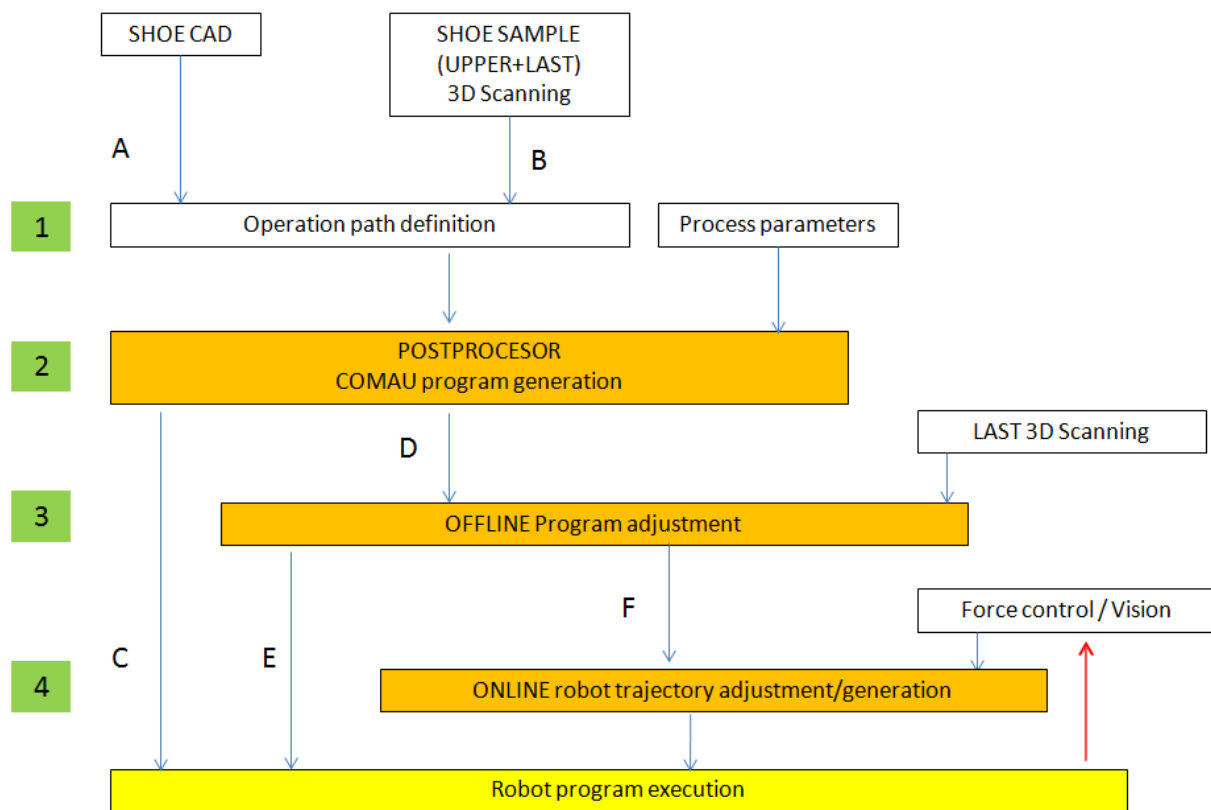 SHOE CAD
SHOE SAMPLE
(UPPER+LAST)
3D Scanning
A
B
1
Operation path definition
Process parameters
2
POSTPROCESOR
COMAU program generation
D
LAST 3D Scanning
3
OFFLINE Program adjustment
F
Force control / Vision
C
E
4
ONLINE robot trajectory adjustment/generation
Robot program execution